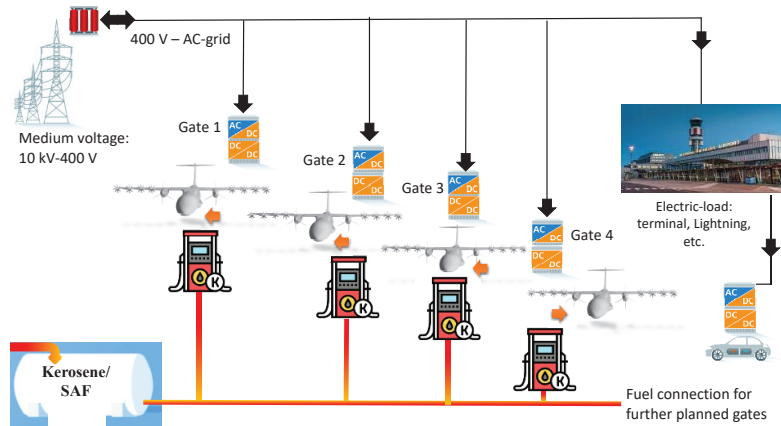 400 V – AC-grid
Medium voltage:
10 kV-400 V
Gate 1
AC
DC
DC
DC
Gate 2
AC
DC
DC
DC
Gate 3
AC
DC
DC
DC
Gate 4
AC
DC
DC
DC
Electric-load:
terminal, Lightning,
etc.
AC
DC
DC
DC
K
K
K
K
Kerosene/
SAF
Fuel connection for
further planned gates